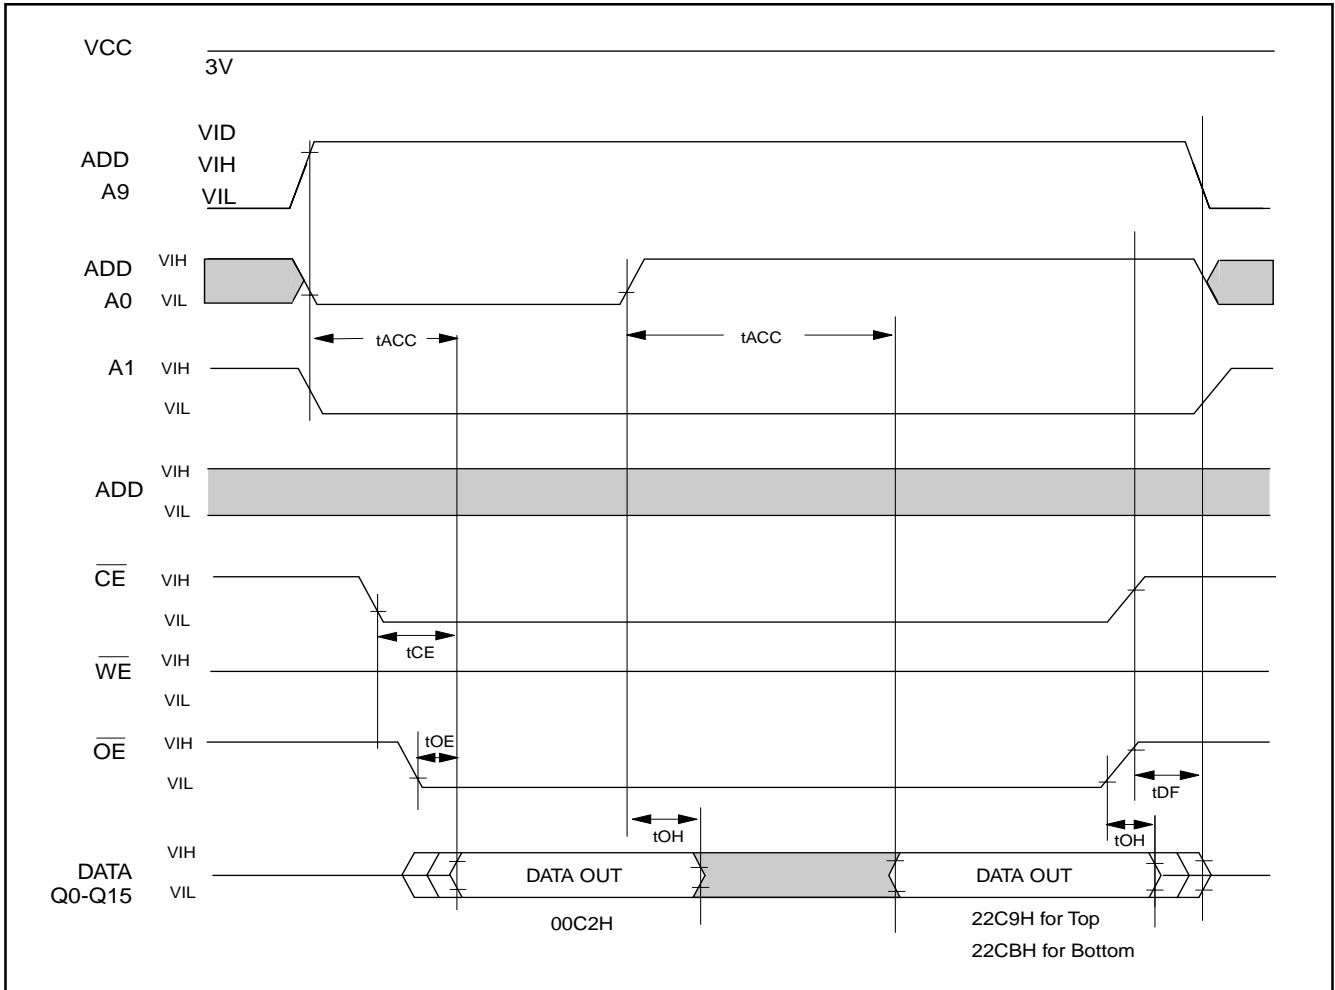 VCC
3V
VID
ADD
VIH
A9
VIL
ADD
VIH
A0
VIL
tACC
tACC
A1
VIH
VIL
ADD
VIH
VIL
CE
VIH
VIL
tCE
WE
VIH
VIL
OE
VIH
VIL
tOE
tDF
tOH
tOH
DATA
Q0-Q15
VIH
VIL
DATA OUT
DATA OUT
00C2H
22C9H for Top
22CBH for Bottom